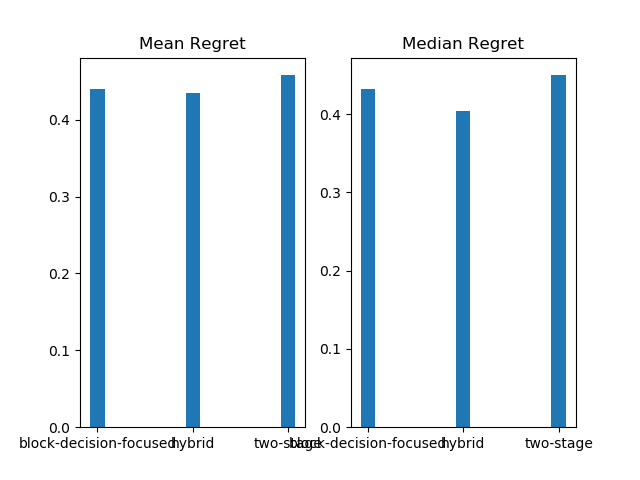 Mean Regret
Median Regret
0.4
0.3
0.2
0.1
0.0
block-decision-focused
hybrid
two-stage
0.4
0.3
0.2
0.1
0.0
block-decision-focused
hybrid
two-stage